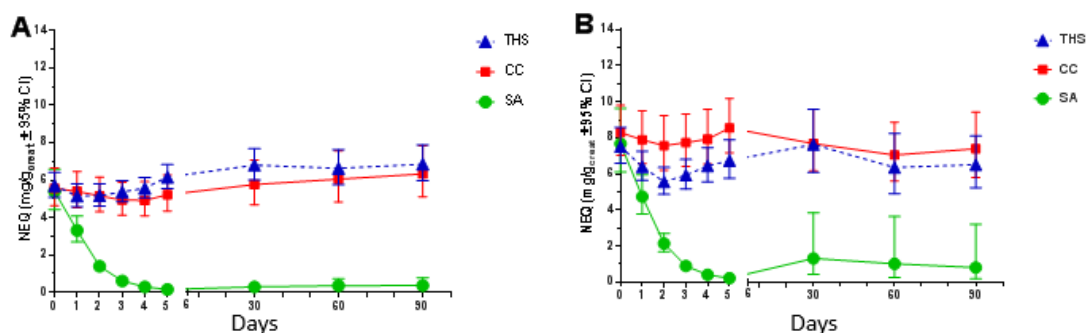 A
NEQ (mg/gcreat ± 95% CI)
14
12
10
8
6
4
2
0
0 1 2 3 4 5 6 30 60 90
Days
THS
CC
SA
B
NEQ (mg/gcreat ±95% CI)
14
12
10
8
6
4
2
0
0 1 2 3 4 5 6 30 60 90
Days
THS
CC
SA